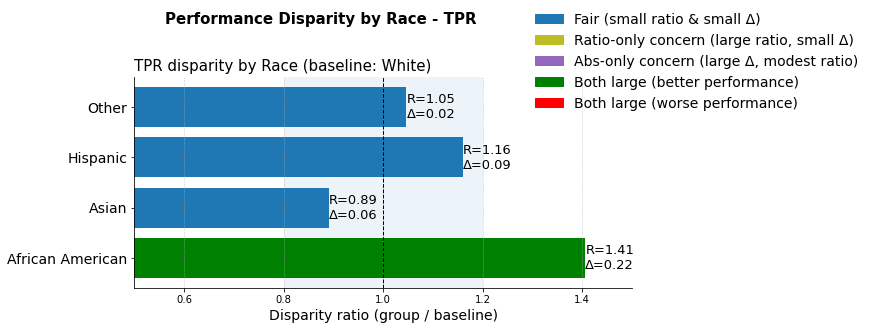 Performance Disparity by Race - TPR
Fair (small ratio & small Δ)
Ratio-only concern (large ratio, small Δ)
Abs-only concern (large Δ, modest ratio)
Both large (better performance)
Both large (worse performance)
TPR disparity by Race (baseline: White)
Other
R=1.05
Δ=0.02
Hispanic
R=1.16
Δ=0.09
Asian
R=0.89
Δ=0.06
African American
R=1.41
Δ=0.22
0.6 0.8 1.0 1.2 1.4
Disparity ratio (group / baseline)